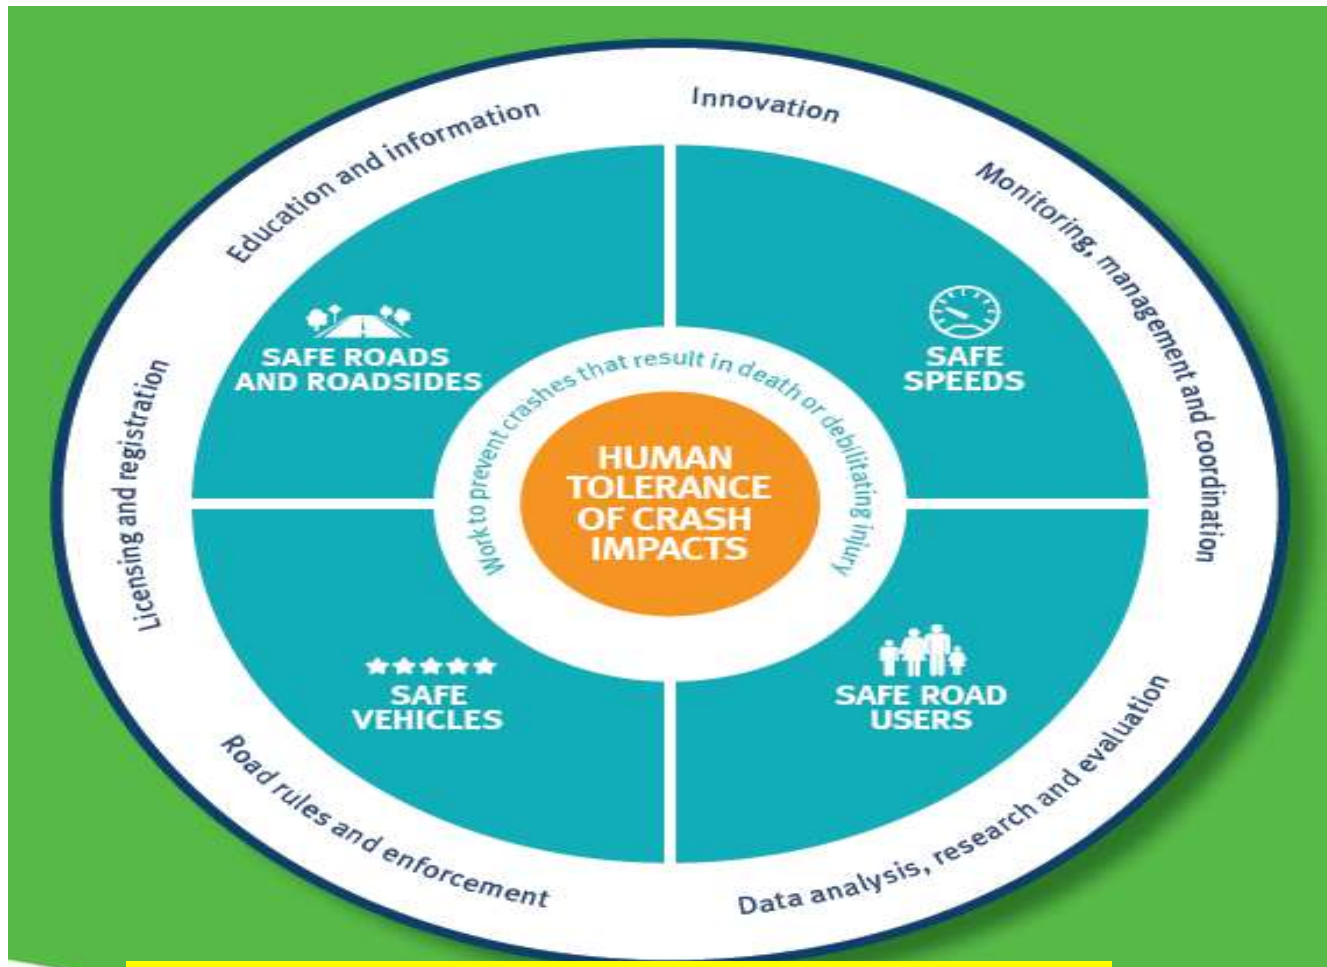 Innovation
Education and information
Monitoring, management and coordination
Licensing and registration
SAFE ROADS
AND ROADSIDES
SAFE
SPEEDS
Work to prevent crashes that result in death or debilitating injury
HUMAN
TOLERANCE
OF CRASH
IMPACTS
SAFE
VEHICLES
SAFE ROAD
USERS
Road rules and enforcement
Data analysis, research and evaluation